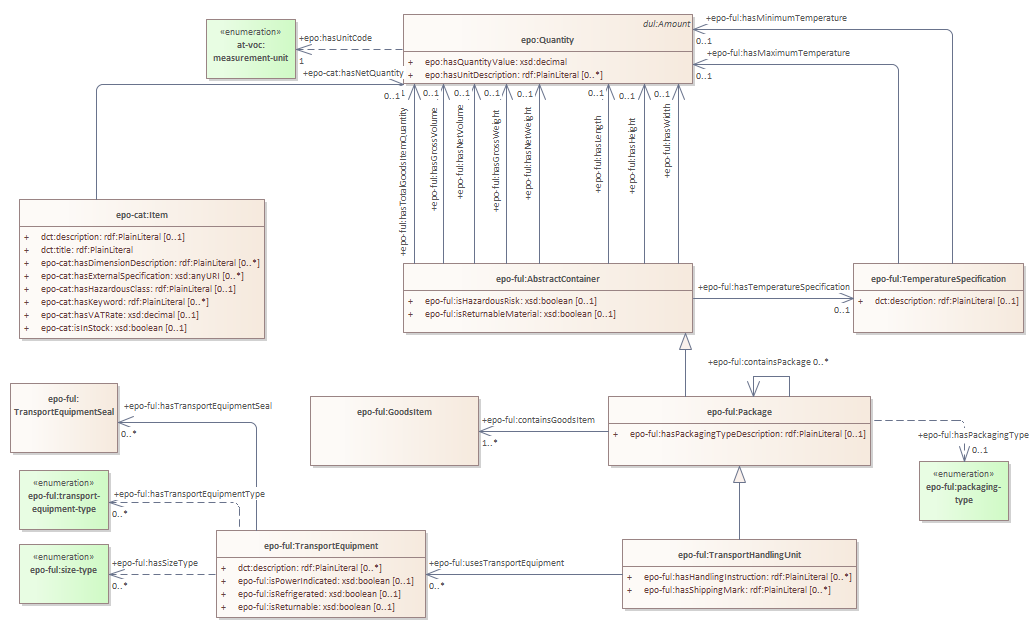 dul:Amount
epo:Quantity
+ epo:hasQuantityValue: xsd:decimal
+ epo:hasUnitDescription: rdf:PlainLiteral [0..*]
«enumeration»
at-voc:
measurement-unit
+epo:hasUnitCode
1
+epo-cat:hasNetQuantity
0..1
+epo-ful:hasMinimumTemperature
0..1
+epo-ful:hasMaximumTemperature
0..1
1
0..1
0..1
0..1
0..1
0..1
0..1
0..1
+epo-ful:hasTotalGoodsItemQuantity
+epo-ful:hasGrossVolume
+epo-ful:hasNetVolume
+epo-ful:hasGrossWeight
+epo-ful:hasNetWeight
+epo-ful:hasLength
+epo-ful:hasHeight
+epo-ful:hasWidth
epo-cat:Item
+ dct:description: rdf:PlainLiteral [0..1]
+ dct:title: rdf:PlainLiteral
+ epo-cat:hasDimensionDescription: rdf:PlainLiteral [0..*]
+ epo-cat:hasExternalSpecification: xsd:anyURI [0..*]
+ epo-cat:hasHazardousClass: rdf:PlainLiteral [0..1]
+ epo-cat:hasKeyword: rdf:PlainLiteral [0..*]
+ epo-cat:hasVATRate: xsd:decimal [0..1]
+ epo-cat:isInStock: xsd:boolean [0..1]
epo-ful:AbstractContainer
+ epo-ful:isHazardousRisk: xsd:boolean [0..1]
+ epo-ful:isReturnableMaterial: xsd:boolean [0..1]
+epo-ful:hasTemperatureSpecification
0..1
epo-ful:TemperatureSpecification
+ dct:description: rdf:PlainLiteral [0..1]
+epo-ful:containsPackage 0..*
epo-ful:
TransportEquipmentSeal
+epo-ful:hasTransportEquipmentSeal
0..*
epo-ful:GoodsItem
+epo-ful:containsGoodsItem
1..*
epo-ful:Package
+ epo-ful:hasPackagingTypeDescription: rdf:PlainLiteral [0..1]
+epo-ful:hasPackagingType
0..1
«enumeration»
epo-ful:packaging-
type
«enumeration»
epo-ful:transport-
equipment-type
+epo-ful:hasTransportEquipmentType
0..*
«enumeration»
epo-ful:size-type
+epo-ful:hasSizeType
0..*
epo-ful:TransportEquipment
+ dct:description: rdf:PlainLiteral [0..*]
+ epo-ful:isPowerIndicated: xsd:boolean [0..1]
+ epo-ful:isRefrigerated: xsd:boolean [0..1]
+ epo-ful:isReturnable: xsd:boolean [0..1]
+epo-ful:usesTransportEquipment
0..*
epo-ful:TransportHandlingUnit
+ epo-ful:hasHandlingInstruction: rdf:PlainLiteral [0..*]
+ epo-ful:hasShippingMark: rdf:PlainLiteral [0..*]